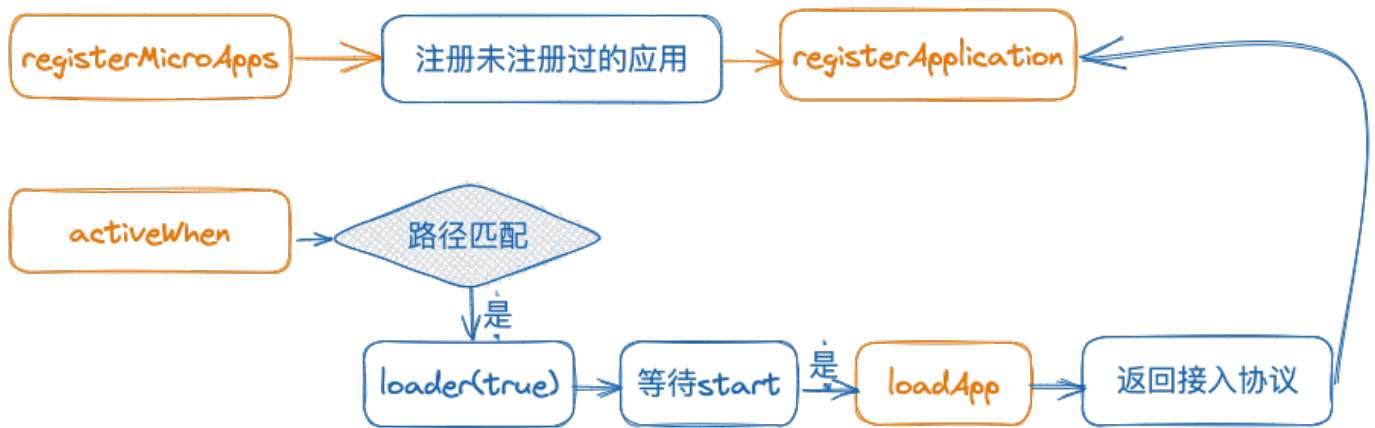 registerMicroApps
注册未注册过的应用
registerApplication
activeWhen
路径匹配
是
loader(true)
等待start
是
loadApp
返回接入协议